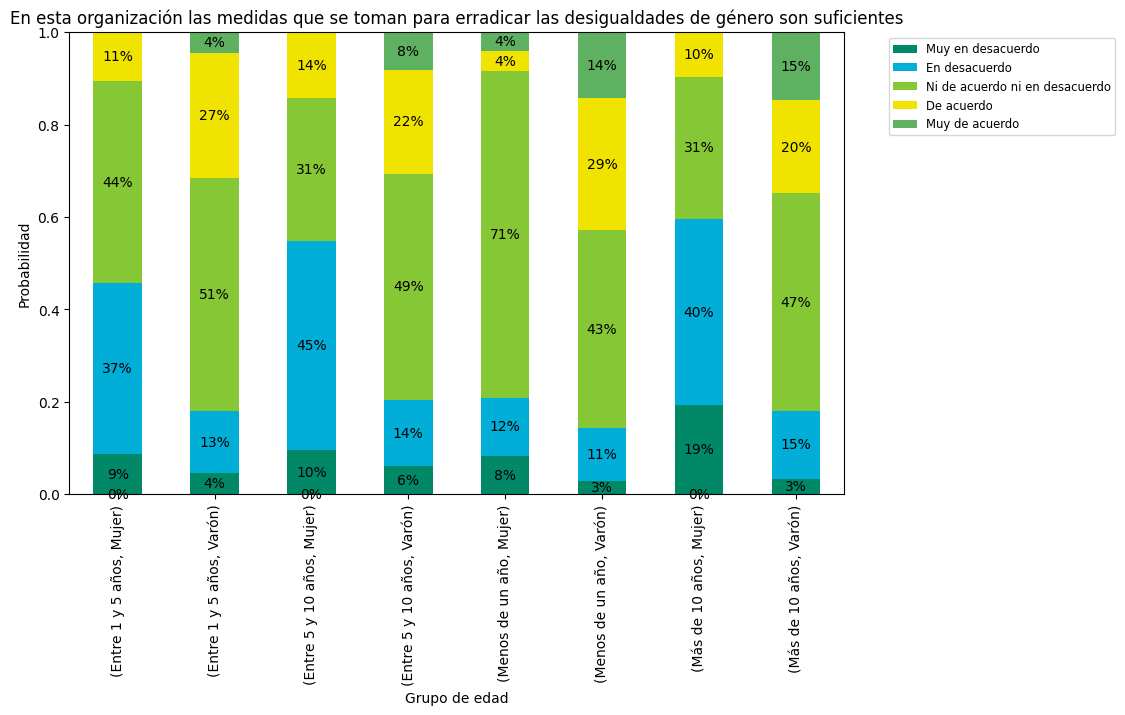 En esta organización las medidas que se toman para erradicar las desigualdades de género son suficientes
Probabilidad
1.0
0.8
0.6
0.4
0.2
0.0
11%
44%
37%
9%
0%
4%
27%
51%
13%
4%
14%
31%
45%
10%
0%
8%
22%
49%
14%
6%
4%
4%
71%
12%
8%
14%
29%
43%
11%
3%
10%
31%
40%
19%
0%
15%
20%
47%
15%
3%
(Entre 1 y 5 años, Mujer)
(Entre 1 y 5 años, Varón)
(Entre 5 y 10 años, Mujer)
(Entre 5 y 10 años, Varón)
(Menos de un año, Mujer)
(Menos de un año, Varón)
(Más de 10 años, Mujer)
(Más de 10 años, Varón)
Grupo de edad
Muy en desacuerdo
En desacuerdo
Ni de acuerdo ni en desacuerdo
De acuerdo
Muy de acuerdo